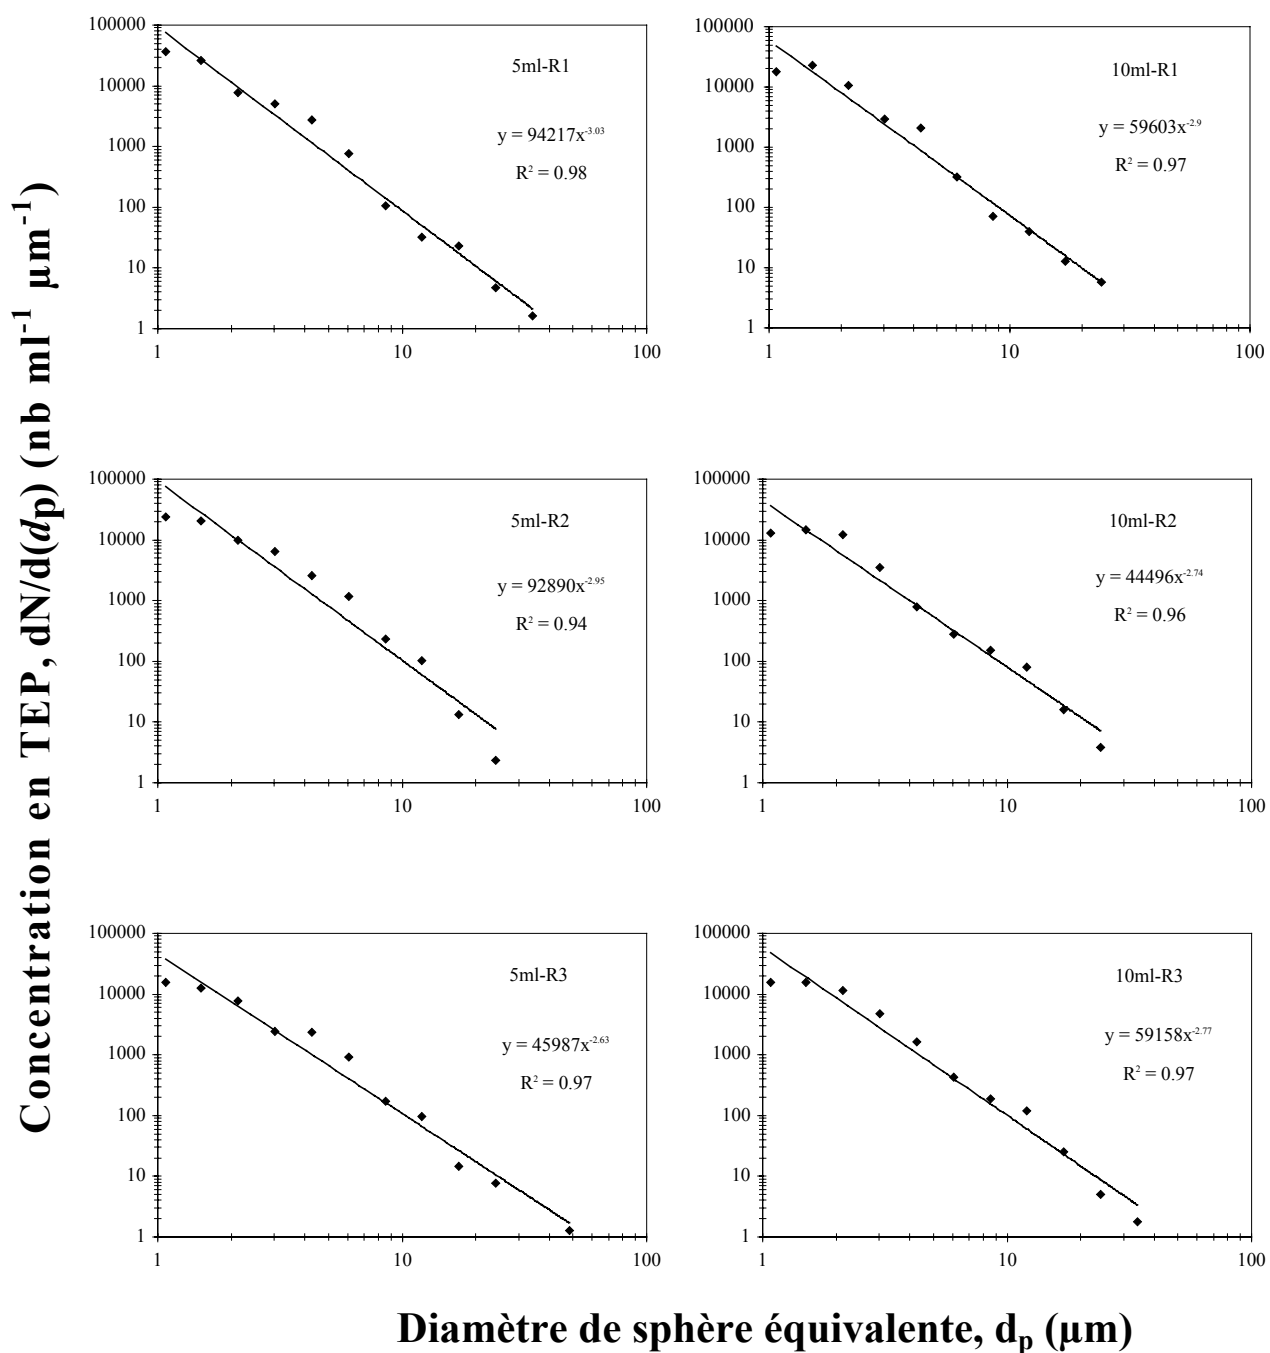 Concentration en TEP, dN/d(dp) (nb ml⁻¹ µm⁻¹)
100000
10000
1000
100
10
1
1 10 100
5ml-R1
y = 94217x⁻³·⁰³
R² = 0.98
100000
10000
1000
100
10
1
1 10 100
10ml-R1
y = 59603x⁻²·⁹
R² = 0.97
100000
10000
1000
100
10
1
1 10 100
5ml-R2
y = 92890x⁻²·⁹⁵
R² = 0.94
100000
10000
1000
100
10
1
1 10 100
10ml-R2
y = 44496x⁻²·⁷⁴
R² = 0.96
100000
10000
1000
100
10
1
1 10 100
5ml-R3
y = 45987x⁻²·⁶³
R² = 0.97
100000
10000
1000
100
10
1
1 10 100
10ml-R3
y = 59158x⁻²·⁷⁷
R² = 0.97
Diamètre de sphère équivalente, dₚ (µm)